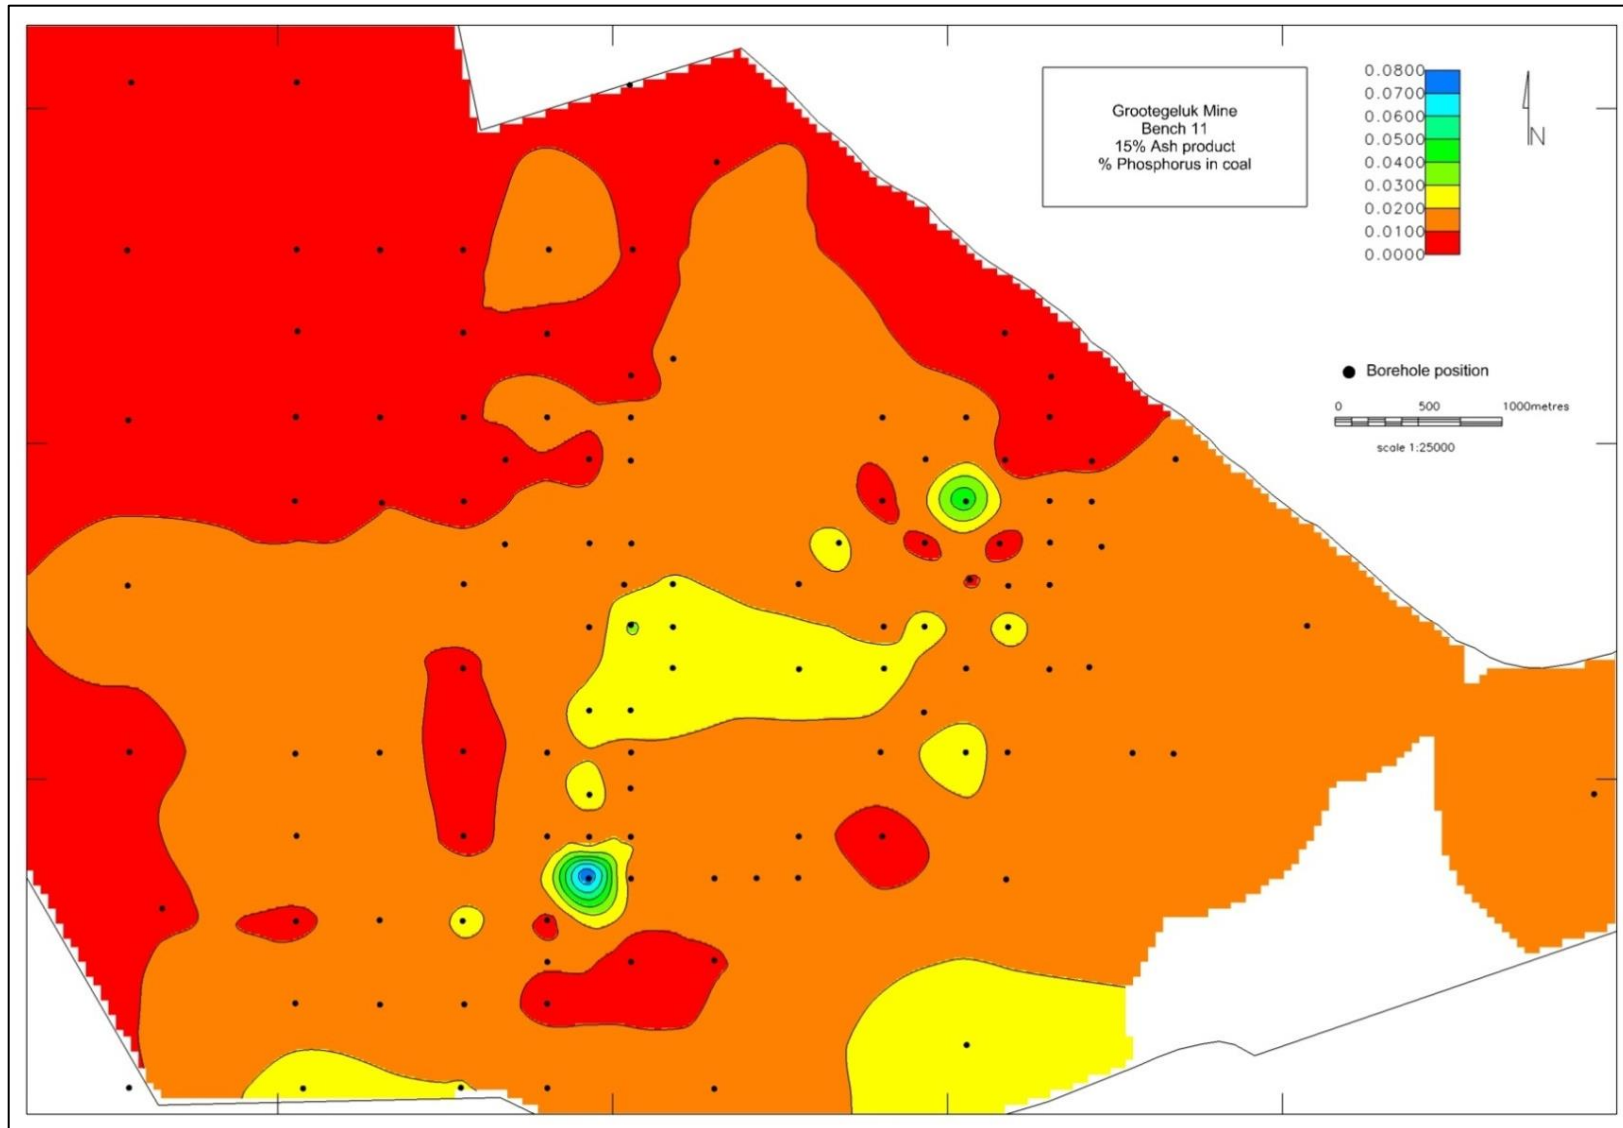 Grootegeluk Mine
Bench 11
15% Ash product
% Phosphorus in coal
0.0800
0.0700
0.0600
0.0500
0.0400
0.0300
0.0200
0.0100
0.0000
N
Borehole position
0 500 1000metres
scale 1:25000